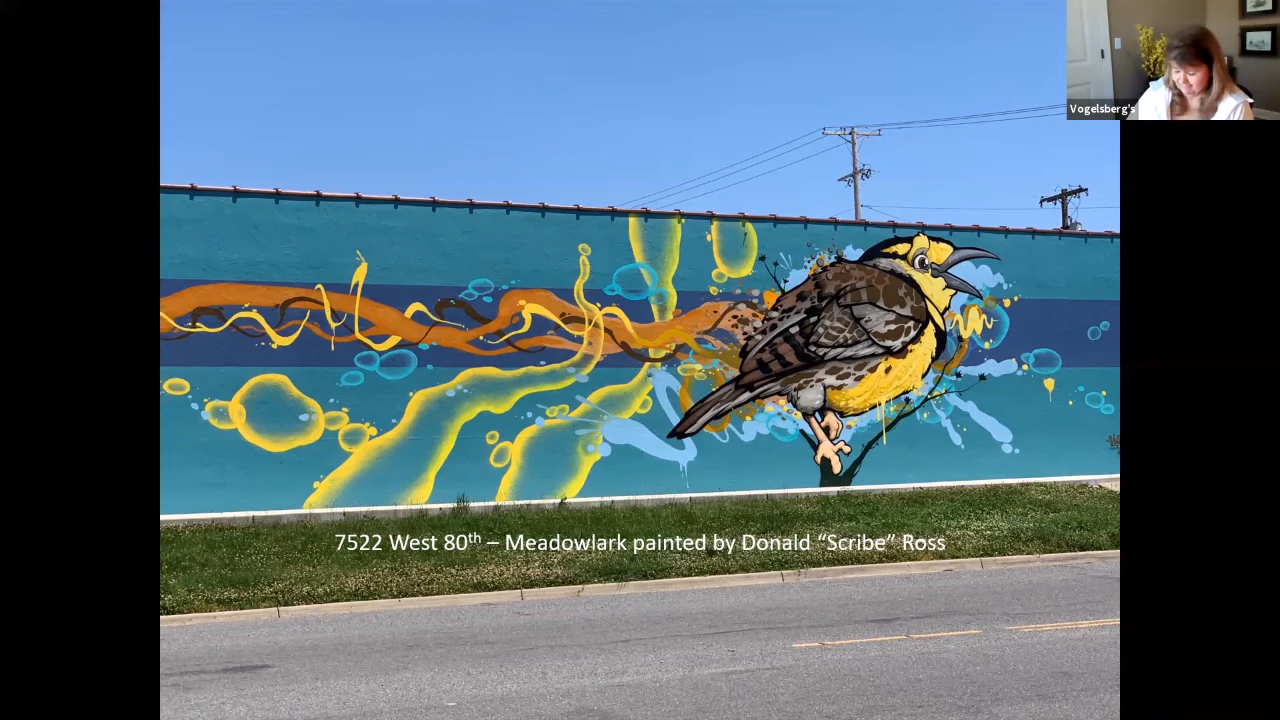 Vogelsberg's
7522 West 80th – Meadowlark painted by Donald “Scribe” Ross